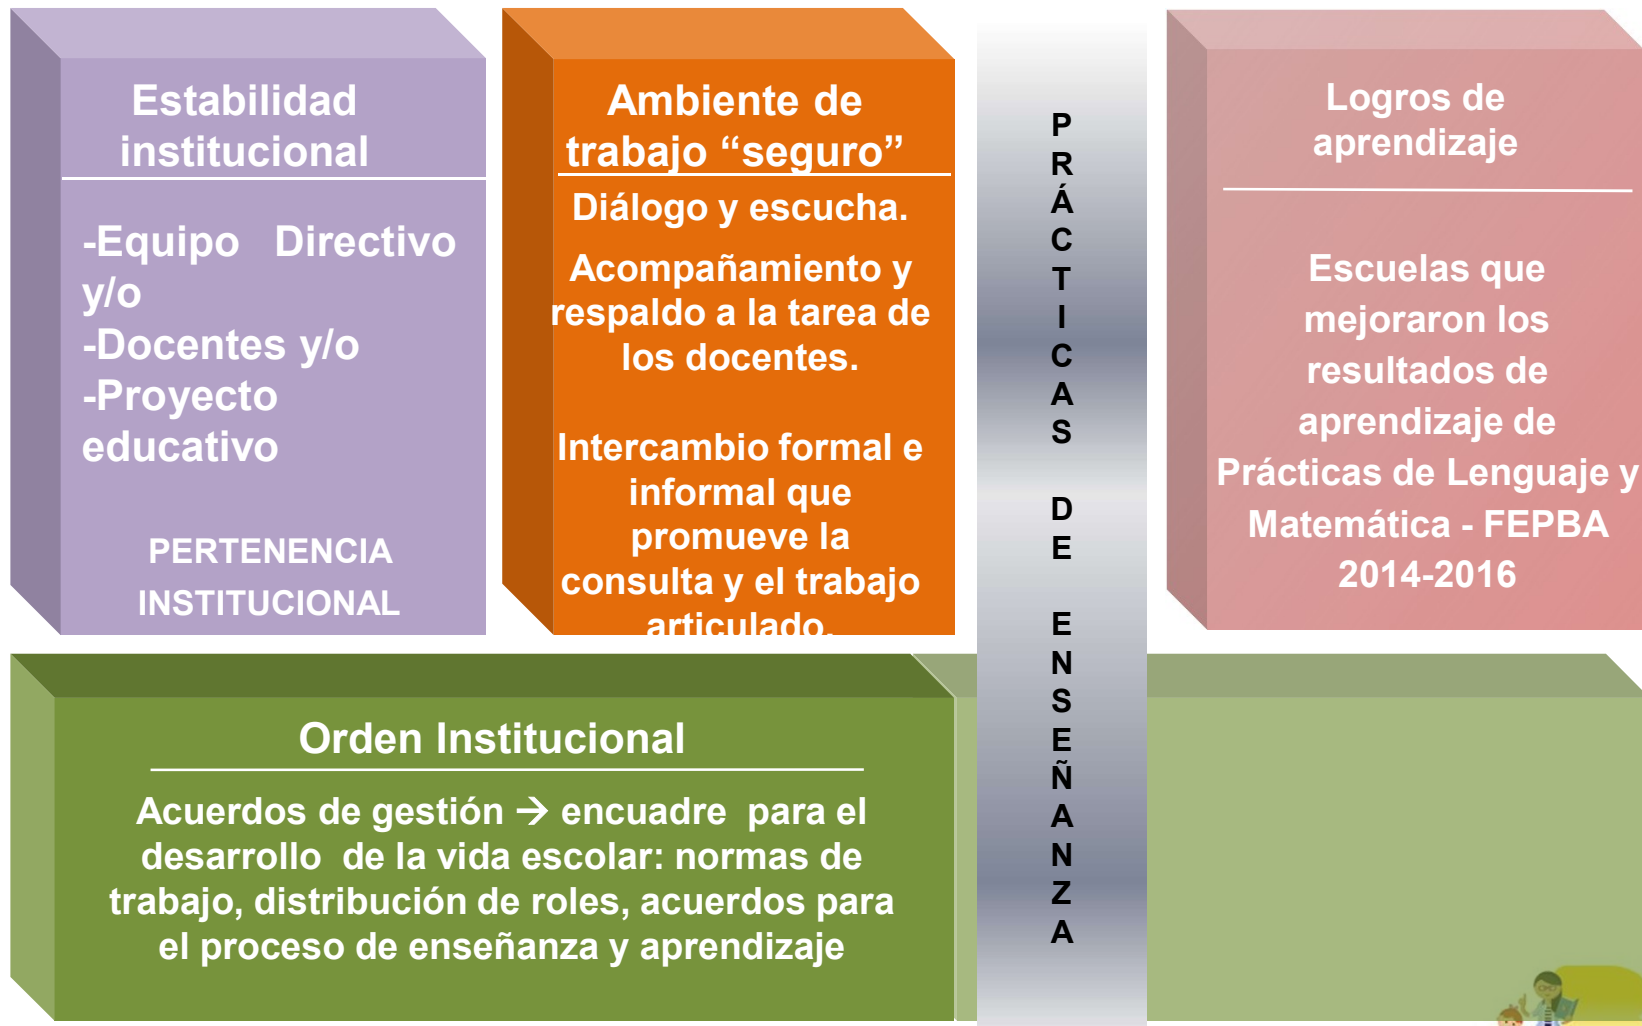 Estabilidad
institucional
-Equipo Directivo
y/o
-Docentes y/o
-Proyecto
educativo
PERTENENCIA
INSTITUCIONAL
Ambiente de
trabajo “seguro”
Diálogo y escucha.
Acompañamiento y
respaldo a la tarea de
los docentes.
Intercambio formal e
informal que
promueve la
consulta y el trabajo
articulado.
PRÁCTICAS DE ENSEÑANZA
Logros de
aprendizaje
Escuelas que
mejoraron los
resultados de
aprendizaje de
Prácticas de Lenguaje y
Matemática - FEPBA
2014-2016
Orden Institucional
Acuerdos de gestión → encuadre para el
desarrollo de la vida escolar: normas de
trabajo, distribución de roles, acuerdos para
el proceso de enseñanza y aprendizaje